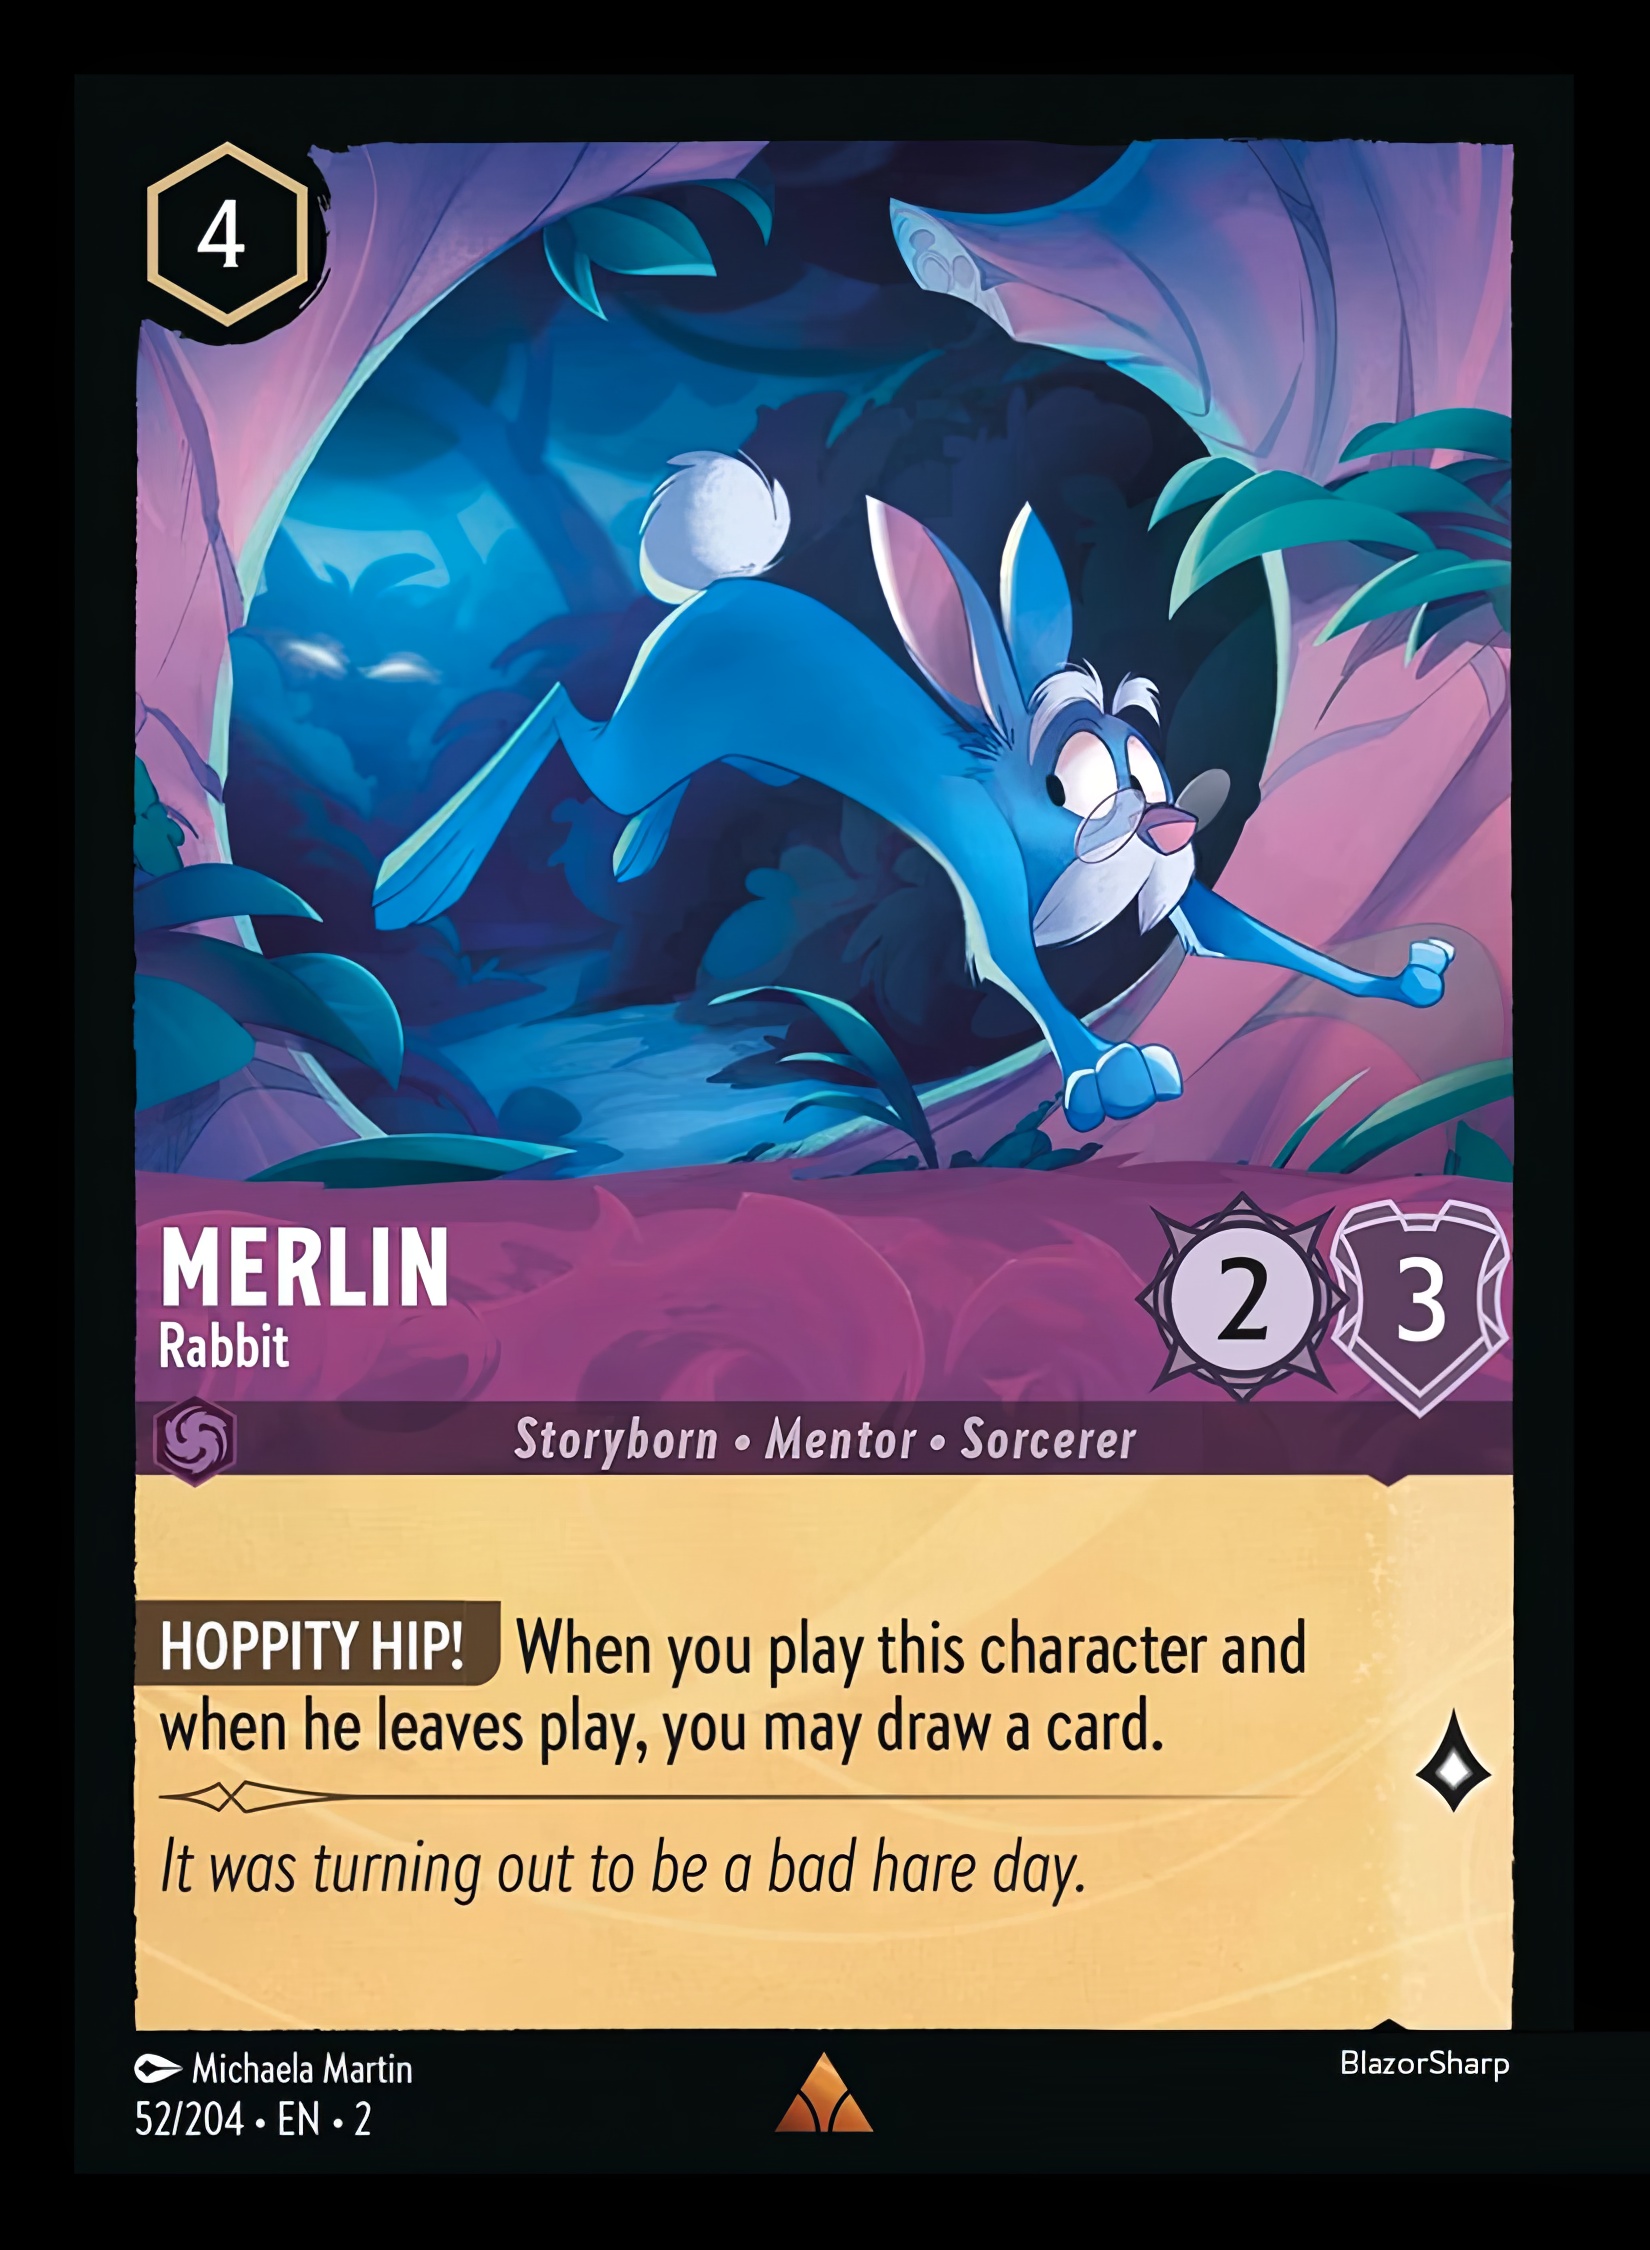 4
MERLIN
Rabbit
2 3
Storyborn • Mentor • Sorcerer
HOPPITY HIP! When you play this character and
when he leaves play, you may draw a card.
It was turning out to be a bad hare day.
Michaela Martin
52/204 • EN • 2
BlazorSharp